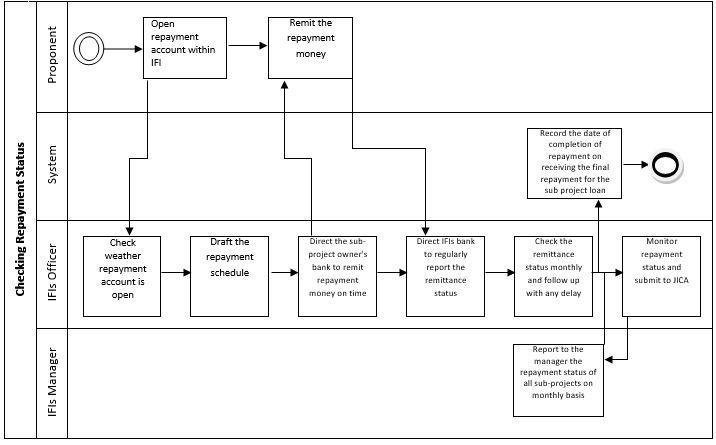 Checking Repayment Status
Proponent
Open
repayment
account within
IFI
Remit the
repayment
money
System
Record the date of
completion of
repayment on
receiving the final
repayment for the
sub project loan
IFIs Officer
Check
weather
repayment
account is
open
Draft the
repayment
schedule
Direct the sub-
project owner's
bank to remit
repayment
money on time
Direct IFIs bank
to regularly
report the
remittance
status
Check the
remittance
status monthly
and follow up
with any delay
Monitor
repayment
status and
submit to JICA
IFIs Manager
Report to the
manager the
repayment status of
all sub-projects on
monthly basis